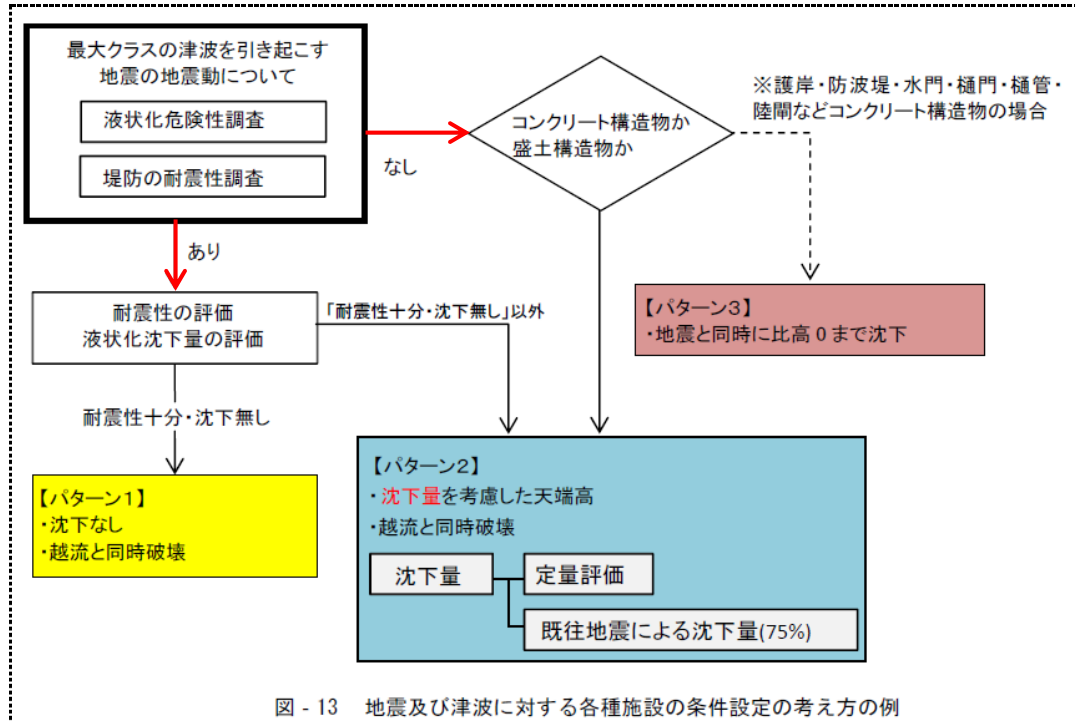 最大クラスの津波を引き起こす
地震の地震動について
液状化危険性調査
堤防の耐震性調査
なし
コンクリート構造物か
盛土構造物か
※護岸・防波堤・水門・樋門・樋管・
陸閘などコンクリート構造物の場合
あり
耐震性の評価
液状化沈下量の評価
「耐震性十分・沈下無し」以外
【パターン3】
・地震と同時に比高0まで沈下
耐震性十分・沈下無し
【パターン1】
・沈下なし
・越流と同時破壊
【パターン2】
・沈下量を考慮した天端高
・越流と同時破壊
沈下量
定量評価
既往地震による沈下量(75%)
図 - 13 地震及び津波に対する各種施設の条件設定の考え方の例